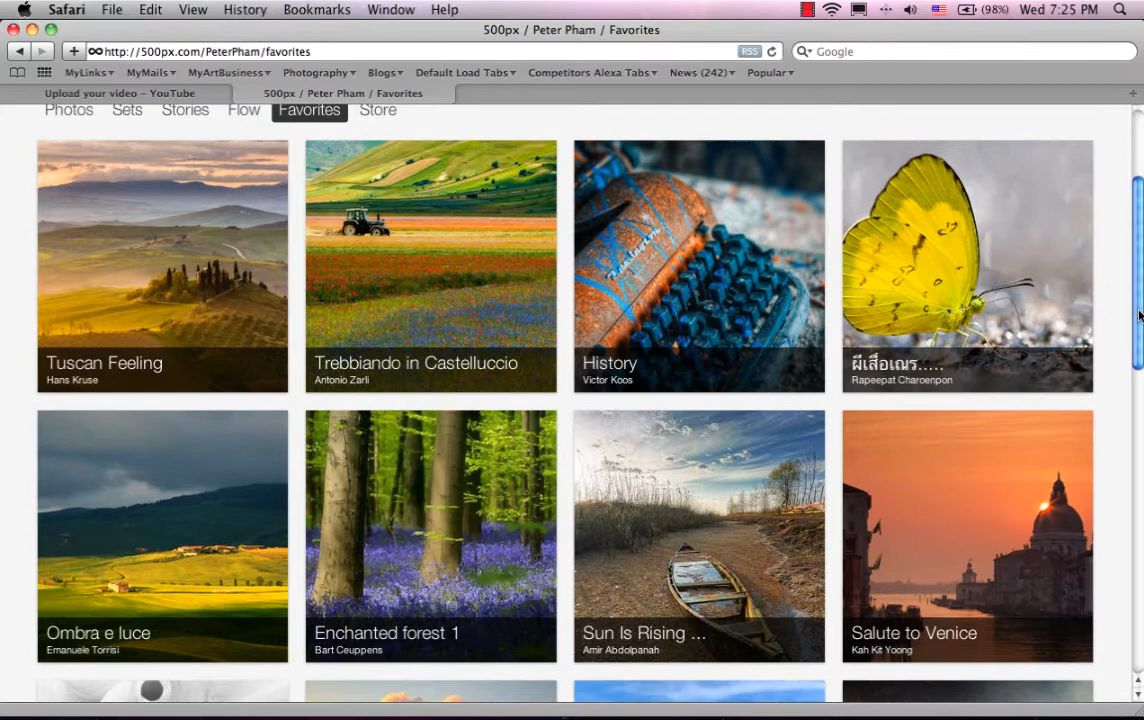 Safari File Edit View History Bookmarks Window Help (98%) Wed 7:25 PM
500px / Peter Pham / Favorites
http://500px.com/PeterPham/favorites RSS Google
MyLinks MyMails MyArtBusiness Photography Blogs Default Load Tabs Competitors Alexa Tabs News (242) Popular
Upload your video – YouTube 500px / Peter Pham / Favorites
Photos Sets Stories Flow Favorites Store
Tuscan Feeling
Hans Kruse
Trebbiando in Castelluccio
Antonio Zarli
History
Victor Koos
ผีเสื้อเณร.....
Rapeepat Charoenpon
Ombra e luce
Emanuele Torrisi
Enchanted forest 1
Bart Ceuppens
Sun Is Rising ...
Amir Abdolpanah
Salute to Venice
Kah Kit Yoong